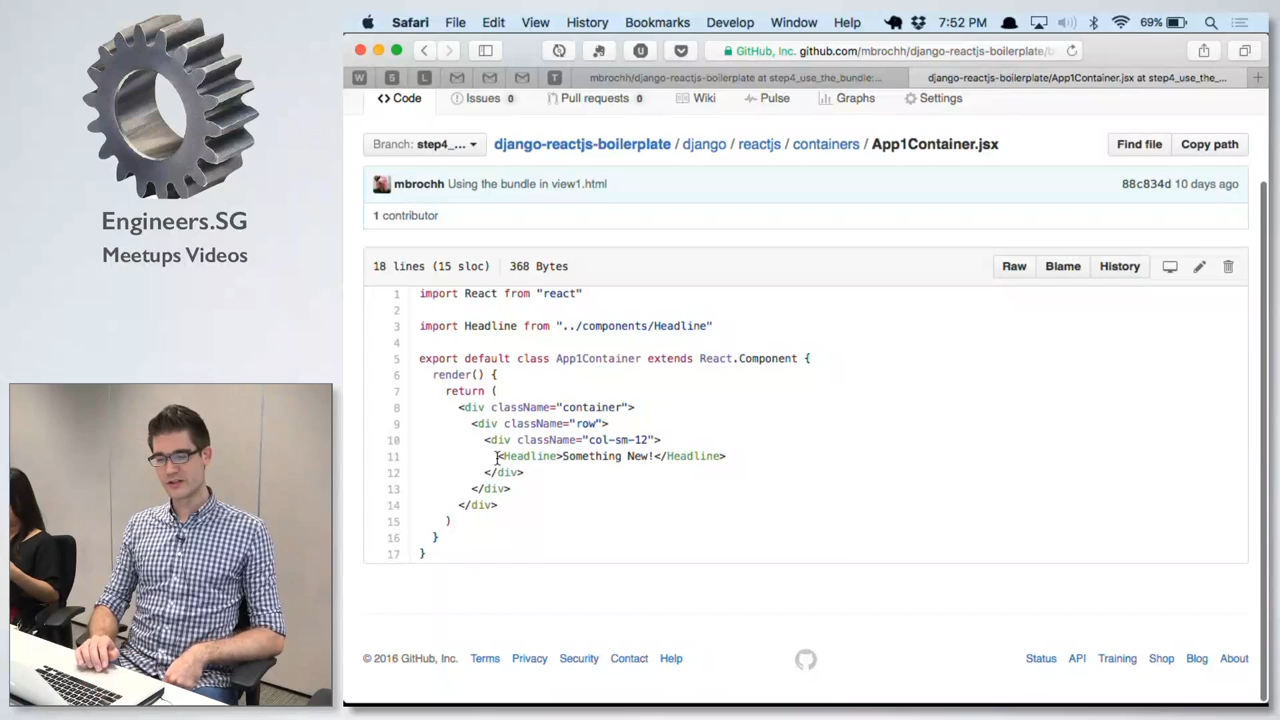 Engineers.SG
Meetups Videos
Safari File Edit View History Bookmarks Develop Window Help 7:52 PM 69%
GitHub, Inc. github.com/mbrochh/django-reactjs-boilerplate/
W 5 L T mbrochh/django-reactjs-boilerplate at step4_use_the_bundle:... django-reactjs-boilerplate/App1Container.jsx at step4_use_the_...
Code Issues 0 Pull requests 0 Wiki Pulse Graphs Settings
Branch: step4_... django-reactjs-boilerplate / django / reactjs / containers / App1Container.jsx Find file Copy path
mbrochh Using the bundle in view1.html 88c834d 10 days ago
1 contributor
18 lines (15 sloc) 368 Bytes Raw Blame History
1 import React from "react"
2
3 import Headline from "../components/Headline"
4
5 export default class App1Container extends React.Component {
6 render() {
7 return (
8 <div className="container">
9 <div className="row">
10 <div className="col-sm-12">
11 <Headline>Something New!</Headline>
12 </div>
13 </div>
14 </div>
15 )
16 }
17 }
© 2016 GitHub, Inc. Terms Privacy Security Contact Help Status API Training Shop Blog About